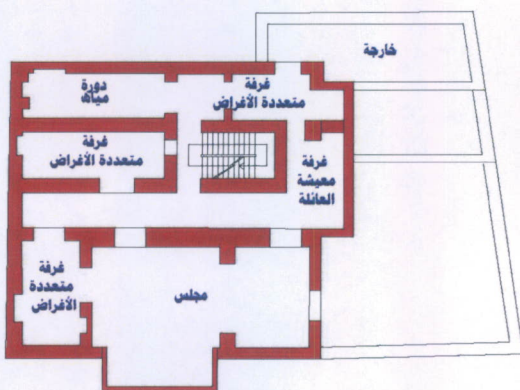 خارجة
دورة
مياه
غرفة
متعددة الأغراض
غرفة
متعددة الأغراض
غرفة
معيشة
العائلة
غرفة
متعددة
الأغراض
مجلس